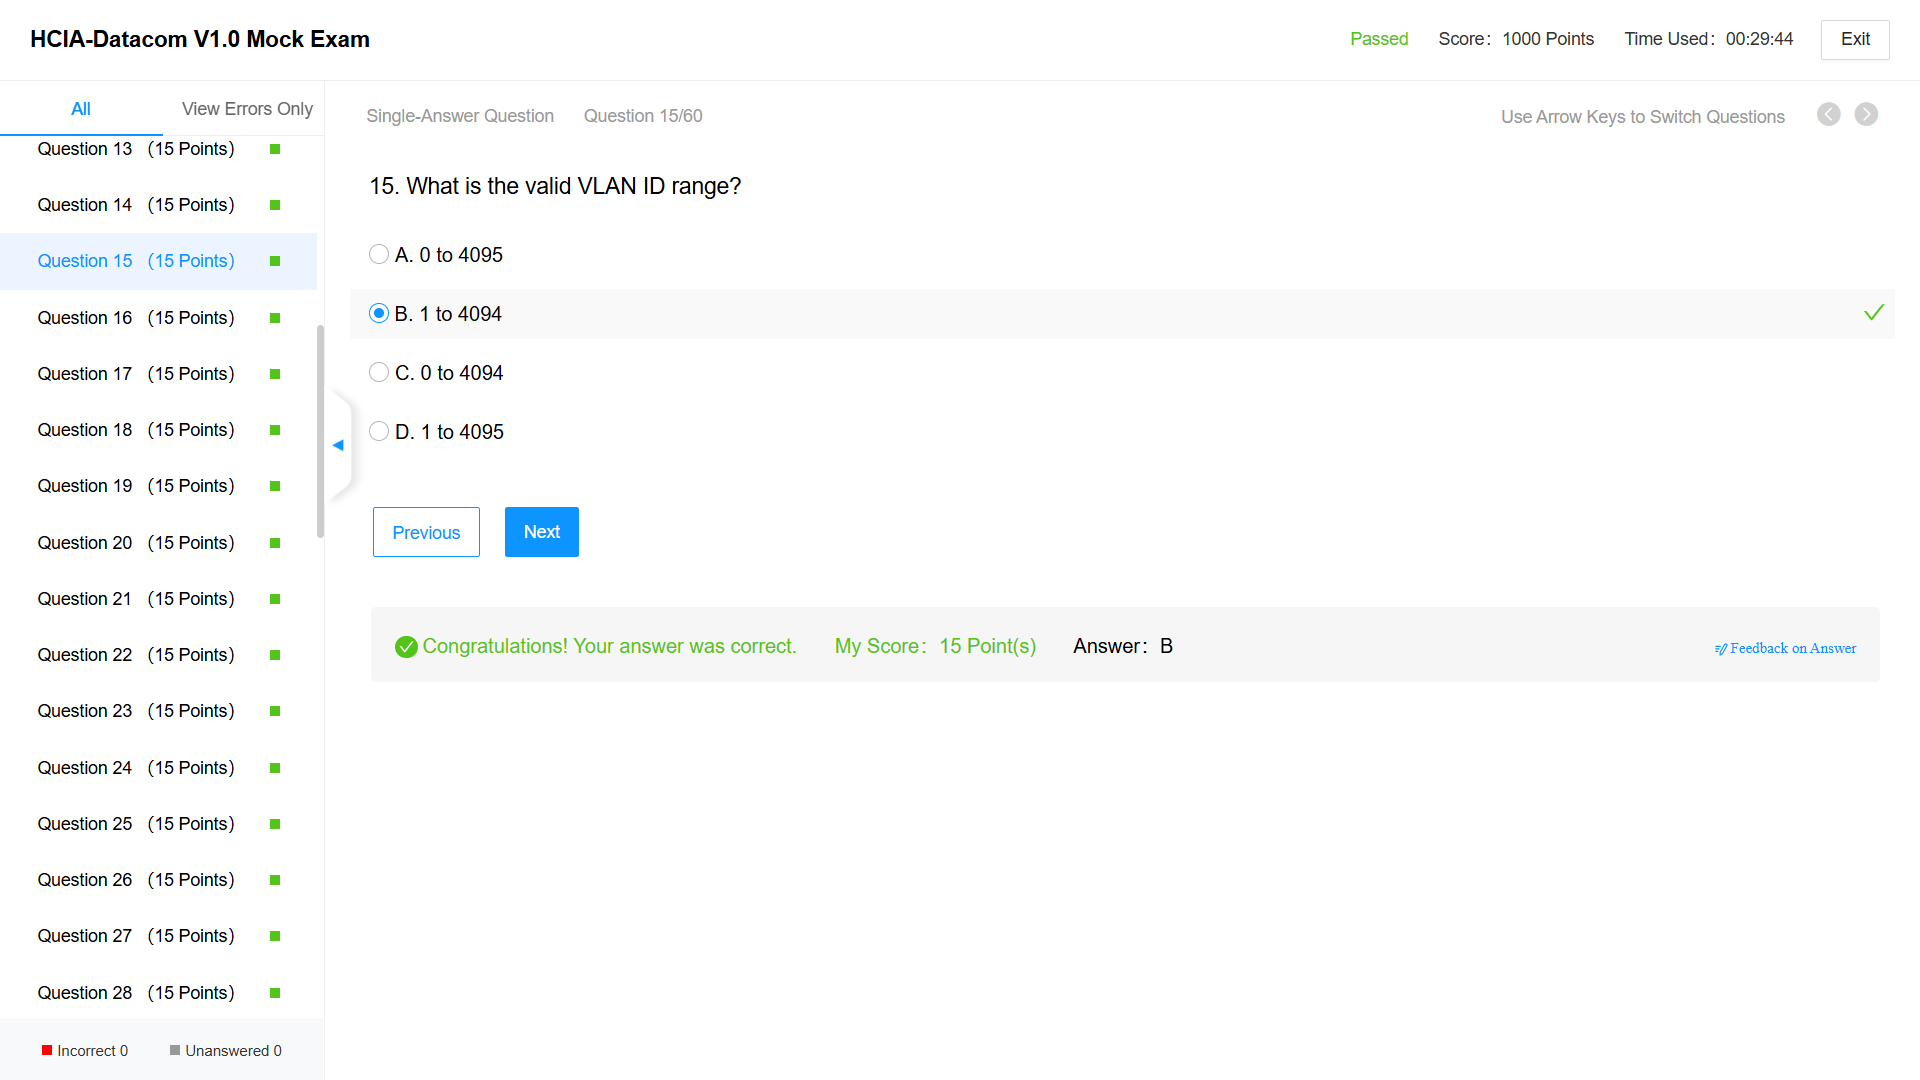 HCIA-Datacom V1.0 Mock Exam
Passed
Score： 1000 Points
Time Used： 00:29:44
Exit
All
View Errors Only
Question 13 （15 Points）
Question 14 （15 Points）
Question 15 （15 Points）
Question 16 （15 Points）
Question 17 （15 Points）
Question 18 （15 Points）
Question 19 （15 Points）
Question 20 （15 Points）
Question 21 （15 Points）
Question 22 （15 Points）
Question 23 （15 Points）
Question 24 （15 Points）
Question 25 （15 Points）
Question 26 （15 Points）
Question 27 （15 Points）
Question 28 （15 Points）
Incorrect 0
Unanswered 0
Single-Answer Question
Question 15/60
Use Arrow Keys to Switch Questions
15. What is the valid VLAN ID range?
A. 0 to 4095
B. 1 to 4094
C. 0 to 4094
D. 1 to 4095
Previous
Next
Congratulations! Your answer was correct.
My Score： 15 Point(s)
Answer： B
Feedback on Answer